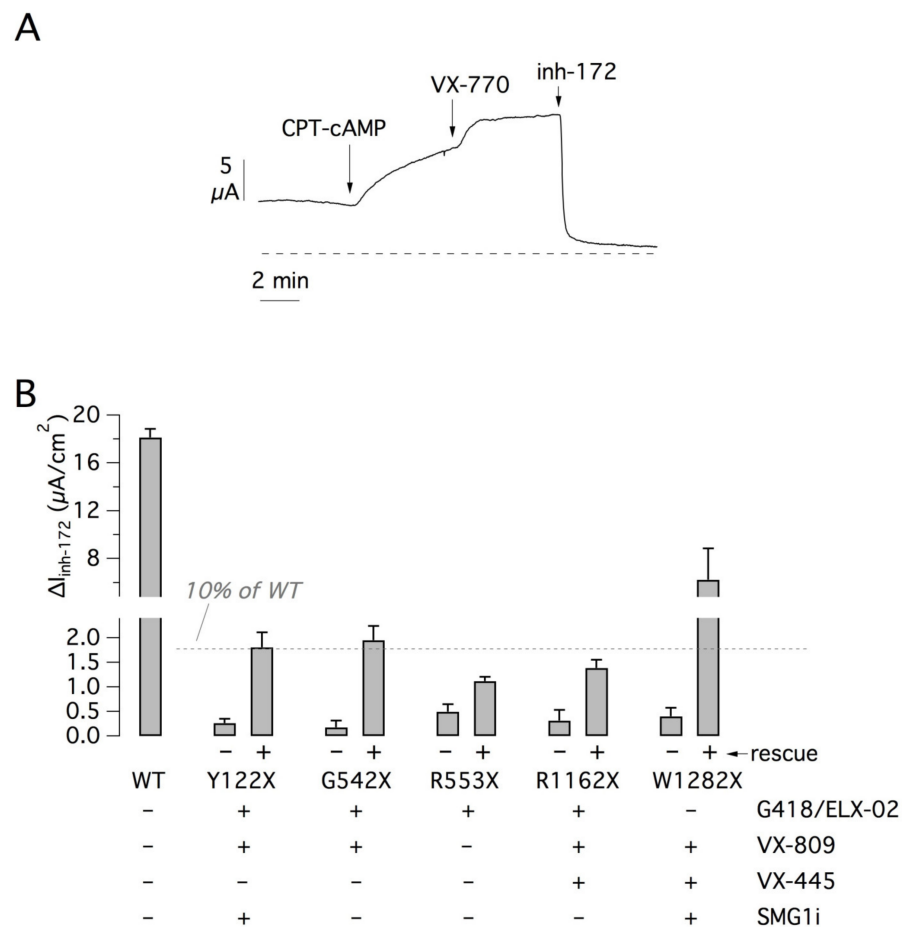 A
inh-172
VX-770
CPT-cAMP
5
μA
2 min
B
ΔI inh-172 (μA/cm2)
20
16
12
8
10% of WT
2.0
1.5
1.0
0.5
0.0
− + − + − + − + − + rescue
WT Y122X G542X R553X R1162X W1282X
− + + + + − G418/ELX-02
− + + − + + VX-809
− − − − + + VX-445
− + − − − + SMG1i